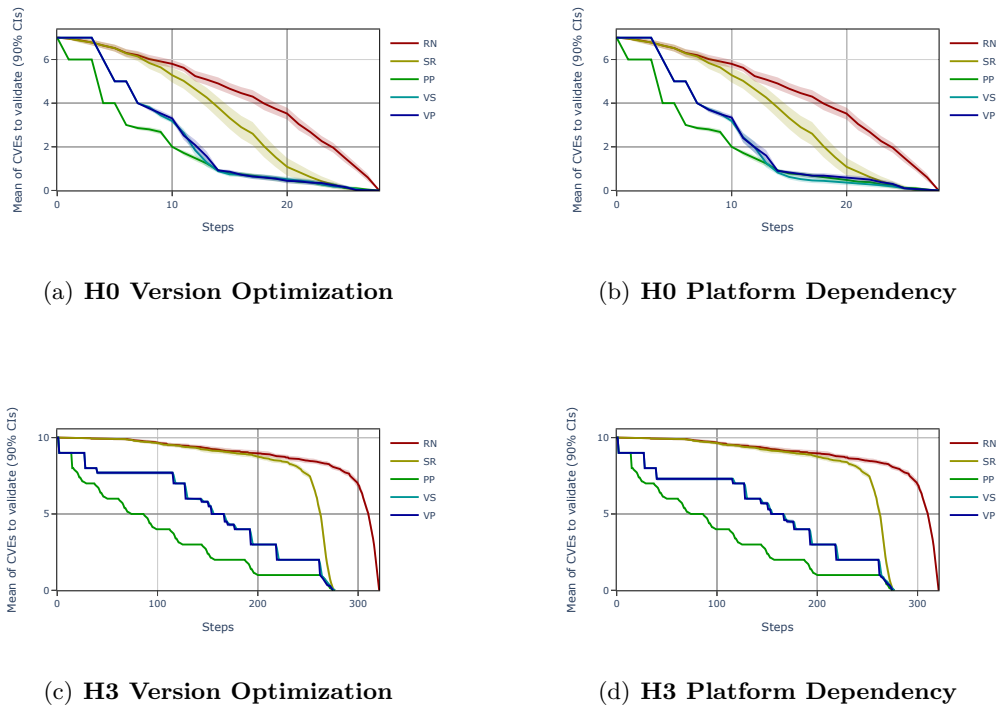 Mean of CVEs to validate (90% CIs)
6
4
2
0
0
10
20
Steps
RN
SR
PP
VS
VP
(a) H0 Version Optimization
Mean of CVEs to validate (90% CIs)
6
4
2
0
0
10
20
Steps
RN
SR
PP
VS
VP
(b) H0 Platform Dependency
Mean of CVEs to validate (90% CIs)
10
5
0
0
100
200
300
Steps
RN
SR
PP
VS
VP
(c) H3 Version Optimization
Mean of CVEs to validate (90% CIs)
10
5
0
0
100
200
300
Steps
RN
SR
PP
VS
VP
(d) H3 Platform Dependency